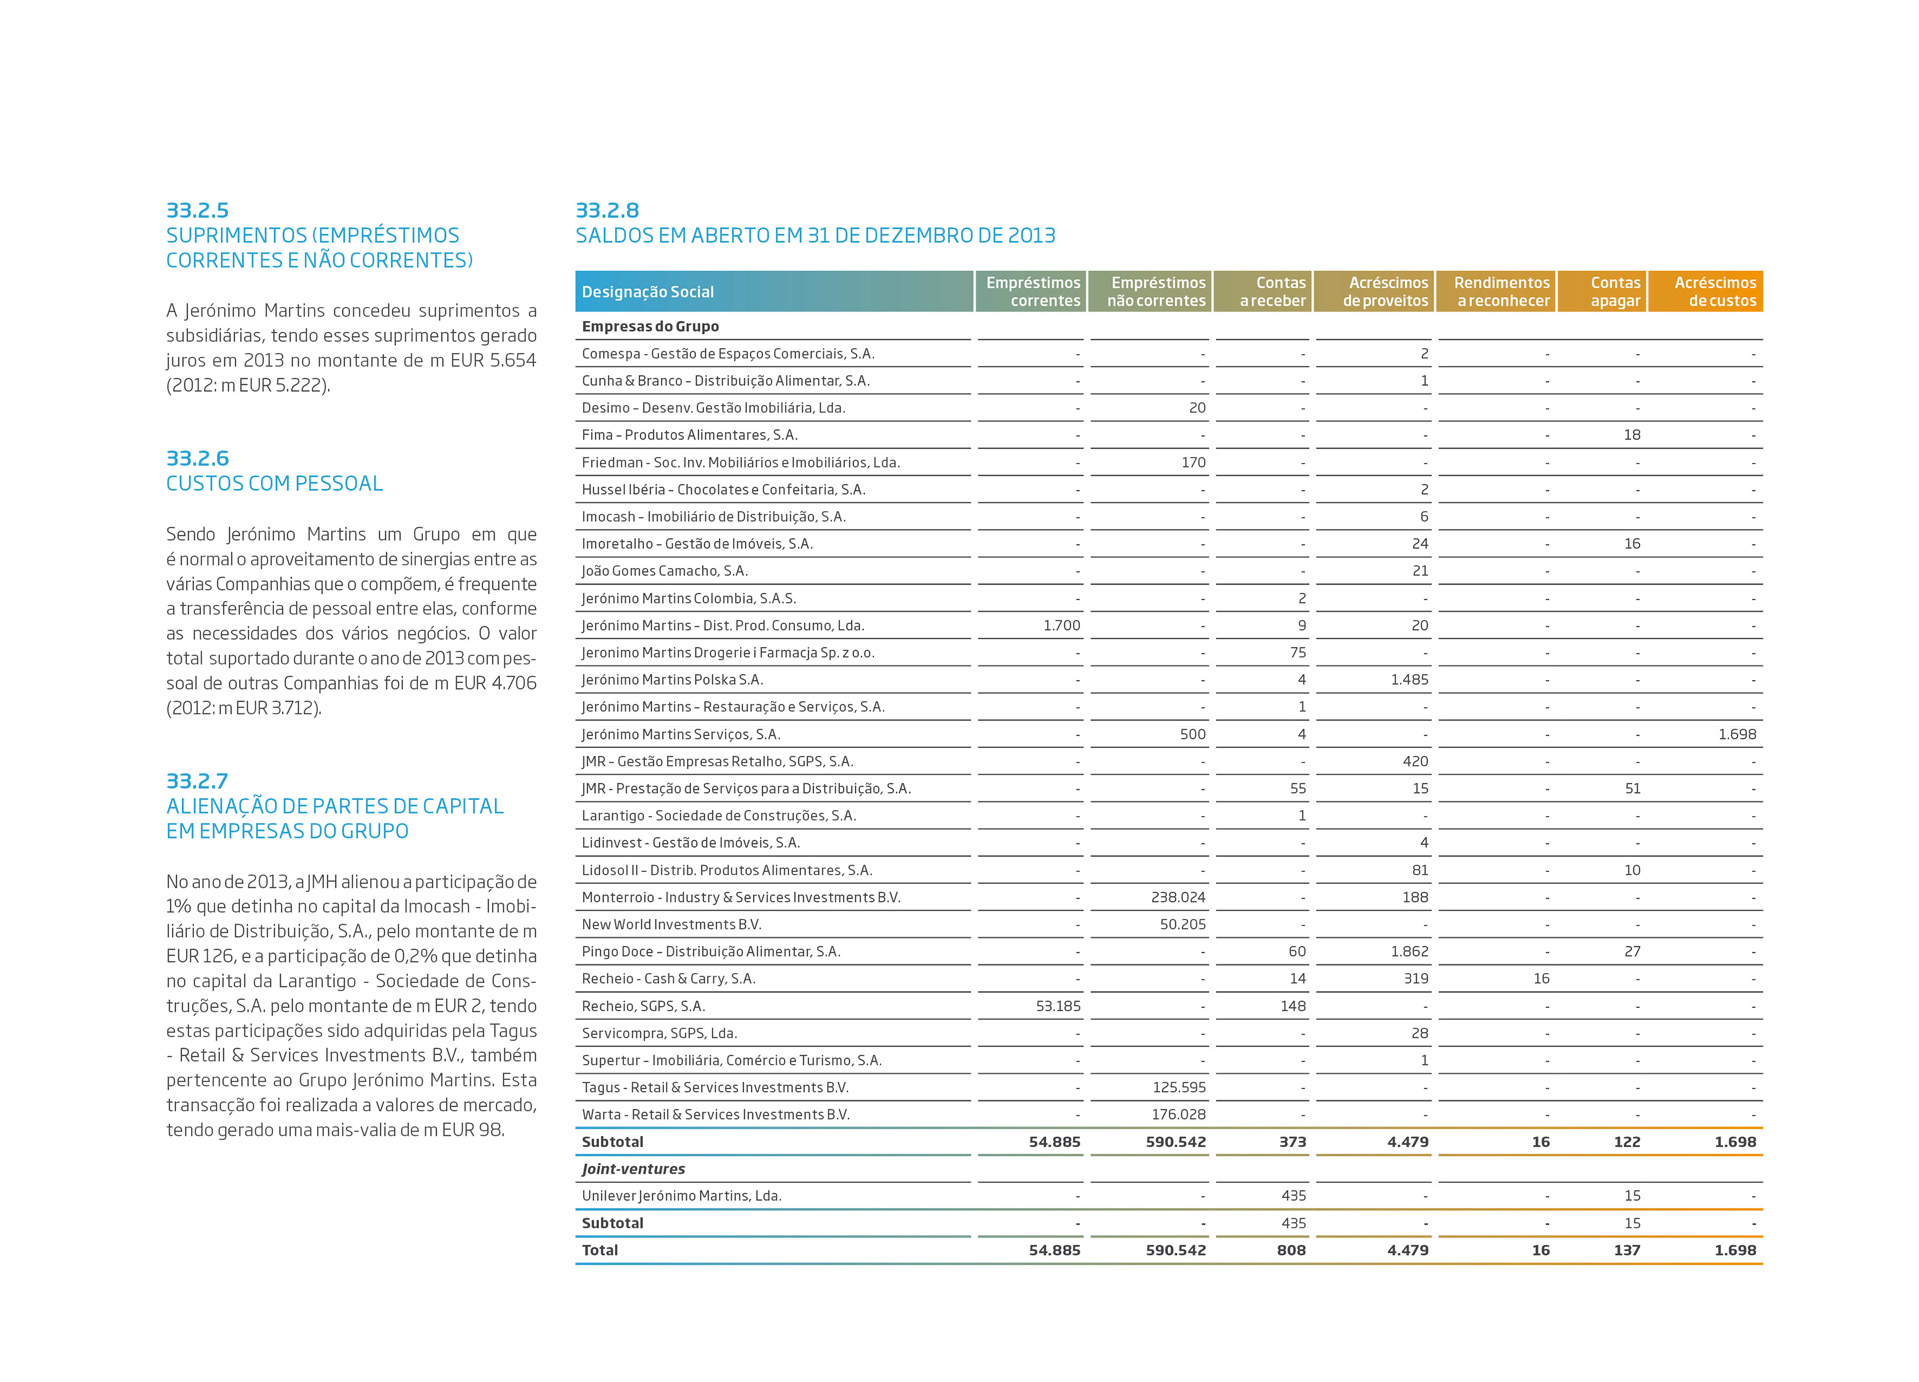 33.2.5
SUPRIMENTOS (EMPRÉSTIMOS
CORRENTES E NÃO CORRENTES)
A Jerónimo Martins concedeu suprimentos a
subsidiárias, tendo esses suprimentos gerado
juros em 2013 no montante de m EUR 5.654
(2012: m EUR 5.222).
33.2.6
CUSTOS COM PESSOAL
Sendo Jerónimo Martins um Grupo em que
é normal o aproveitamento de sinergias entre as
várias Companhias que o compõem, é frequente
a transferência de pessoal entre elas, conforme
as necessidades dos vários negócios. O valor
total suportado durante o ano de 2013 com pes-
soal de outras Companhias foi de m EUR 4.706
(2012: m EUR 3.712).
33.2.7
ALIENAÇÃO DE PARTES DE CAPITAL
EM EMPRESAS DO GRUPO
No ano de 2013, a JMH alienou a participação de
1% que detinha no capital da Imocash - Imobi-
liário de Distribuição, S.A., pelo montante de m
EUR 126, e a participação de 0,2% que detinha
no capital da Larantigo - Sociedade de Cons-
truções, S.A. pelo montante de m EUR 2, tendo
estas participações sido adquiridas pela Tagus
- Retail & Services Investments B.V., também
pertencente ao Grupo Jerónimo Martins. Esta
transacção foi realizada a valores de mercado,
tendo gerado uma mais-valia de m EUR 98.
33.2.8
SALDOS EM ABERTO EM 31 DE DEZEMBRO DE 2013
Designação Social Empréstimos correntes Empréstimos não correntes Contas a receber Acréscimos de proveitos Rendimentos a reconhecer Contas apagar Acréscimos de custos
Empresas do Grupo
Comespa - Gestão de Espaços Comerciais, S.A. - - - 2 - - -
Cunha & Branco – Distribuição Alimentar, S.A. - - - 1 - - -
Desimo – Desenv. Gestão Imobiliária, Lda. - 20 - - - - -
Fima – Produtos Alimentares, S.A. - - - - - 18 -
Friedman - Soc. Inv. Mobiliários e Imobiliários, Lda. - 170 - - - - -
Hussel Ibéria – Chocolates e Confeitaria, S.A. - - - 2 - - -
Imocash – Imobiliário de Distribuição, S.A. - - - 6 - - -
Imoretalho – Gestão de Imóveis, S.A. - - - 24 - 16 -
João Gomes Camacho, S.A. - - - 21 - - -
Jerónimo Martins Colombia, S.A.S. - - 2 - - - -
Jerónimo Martins – Dist. Prod. Consumo, Lda. 1.700 - 9 20 - - -
Jeronimo Martins Drogerie i Farmacja Sp. z o.o. - - 75 - - - -
Jerónimo Martins Polska S.A. - - 4 1.485 - - -
Jerónimo Martins – Restauração e Serviços, S.A. - - 1 - - - -
Jerónimo Martins Serviços, S.A. - 500 4 - - - 1.698
JMR – Gestão Empresas Retalho, SGPS, S.A. - - - 420 - - -
JMR - Prestação de Serviços para a Distribuição, S.A. - - 55 15 - 51 -
Larantigo - Sociedade de Construções, S.A. - - 1 - - - -
Lidinvest - Gestão de Imóveis, S.A. - - - 4 - - -
Lidosol II – Distrib. Produtos Alimentares, S.A. - - - 81 - 10 -
Monterroio - Industry & Services Investments B.V. - 238.024 - 188 - - -
New World Investments B.V. - 50.205 - - - - -
Pingo Doce – Distribuição Alimentar, S.A. - - 60 1.862 - 27 -
Recheio - Cash & Carry, S.A. - - 14 319 16 - -
Recheio, SGPS, S.A. 53.185 - 148 - - - -
Servicompra, SGPS, Lda. - - - 28 - - -
Supertur – Imobiliária, Comércio e Turismo, S.A. - - - 1 - - -
Tagus - Retail & Services Investments B.V. - 125.595 - - - - -
Warta - Retail & Services Investments B.V. - 176.028 - - - - -
Subtotal 54.885 590.542 373 4.479 16 122 1.698
Joint-ventures
Unilever Jerónimo Martins, Lda. - - 435 - - 15 -
Subtotal - - 435 - - 15 -
Total 54.885 590.542 808 4.479 16 137 1.698